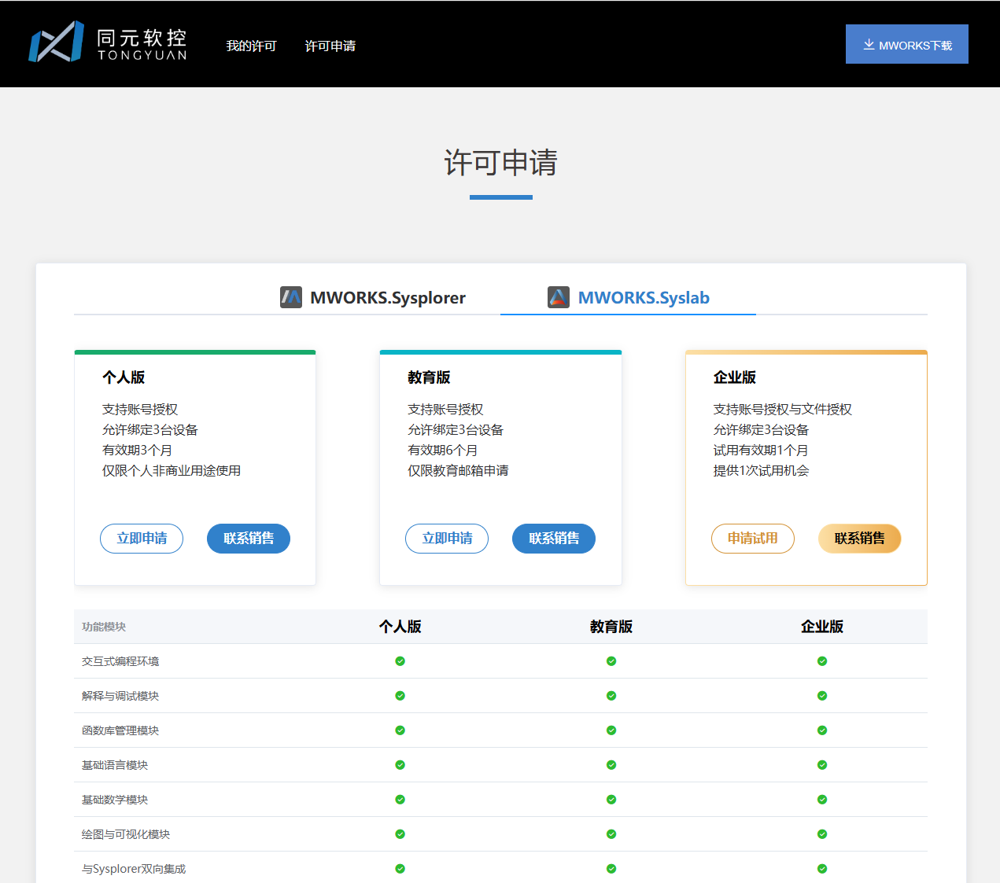 同元软控
TONGYUAN
我的许可 许可申请
MWORKS下载
许可申请
MWORKS.Sysplorer MWORKS.Syslab
个人版
支持账号授权
允许绑定3台设备
有效期3个月
仅限个人非商业用途使用
立即申请 联系销售
教育版
支持账号授权
允许绑定3台设备
有效期6个月
仅限教育邮箱申请
立即申请 联系销售
企业版
支持账号授权与文件授权
允许绑定3台设备
试用有效期1个月
提供1次试用机会
申请试用 联系销售
功能模块 个人版 教育版 企业版
交互式编程环境
解释与调试模块
函数库管理模块
基础语言模块
基础数学模块
绘图与可视化模块
与Sysplorer双向集成